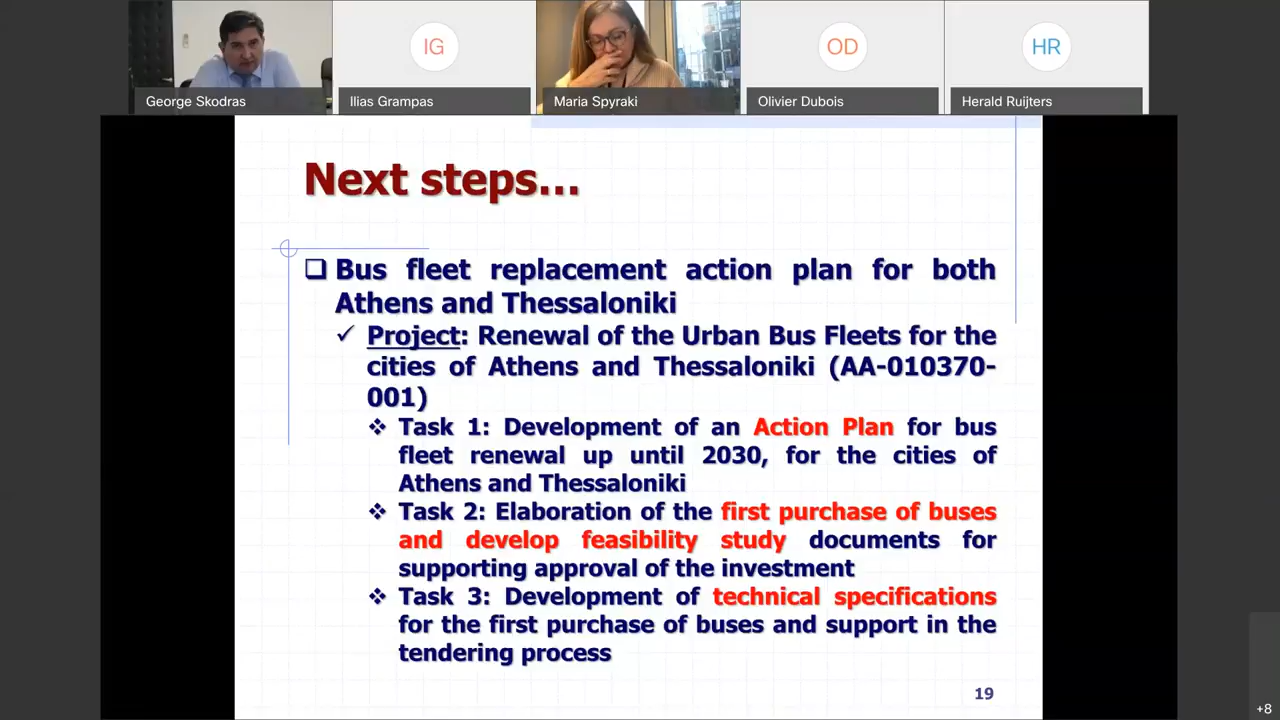 IG
OD
HR
George Skodras
Ilias Grampas
Maria Spyraki
Olivier Dubois
Herald Ruijters
Next steps...
Bus fleet replacement action plan for both
Athens and Thessaloniki
Project: Renewal of the Urban Bus Fleets for the
cities of Athens and Thessaloniki (AA-010370-
001)
Task 1: Development of an Action Plan for bus
fleet renewal up until 2030, for the cities of
Athens and Thessaloniki
Task 2: Elaboration of the first purchase of buses
and develop feasibility study documents for
supporting approval of the investment
Task 3: Development of technical specifications
for the first purchase of buses and support in the
tendering process
19
+8